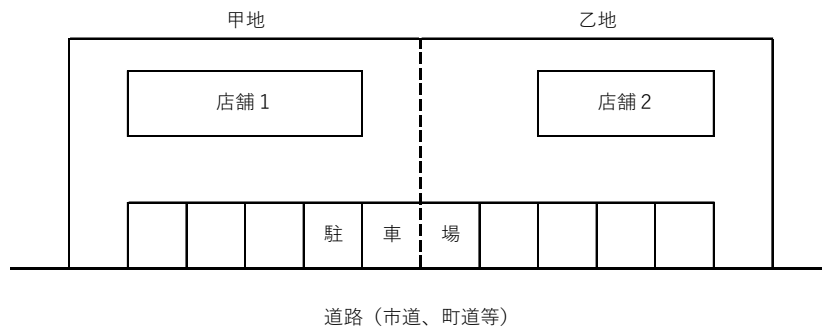 甲地
乙地
店舗1
店舗2
駐車場
道路（市道、町道等）